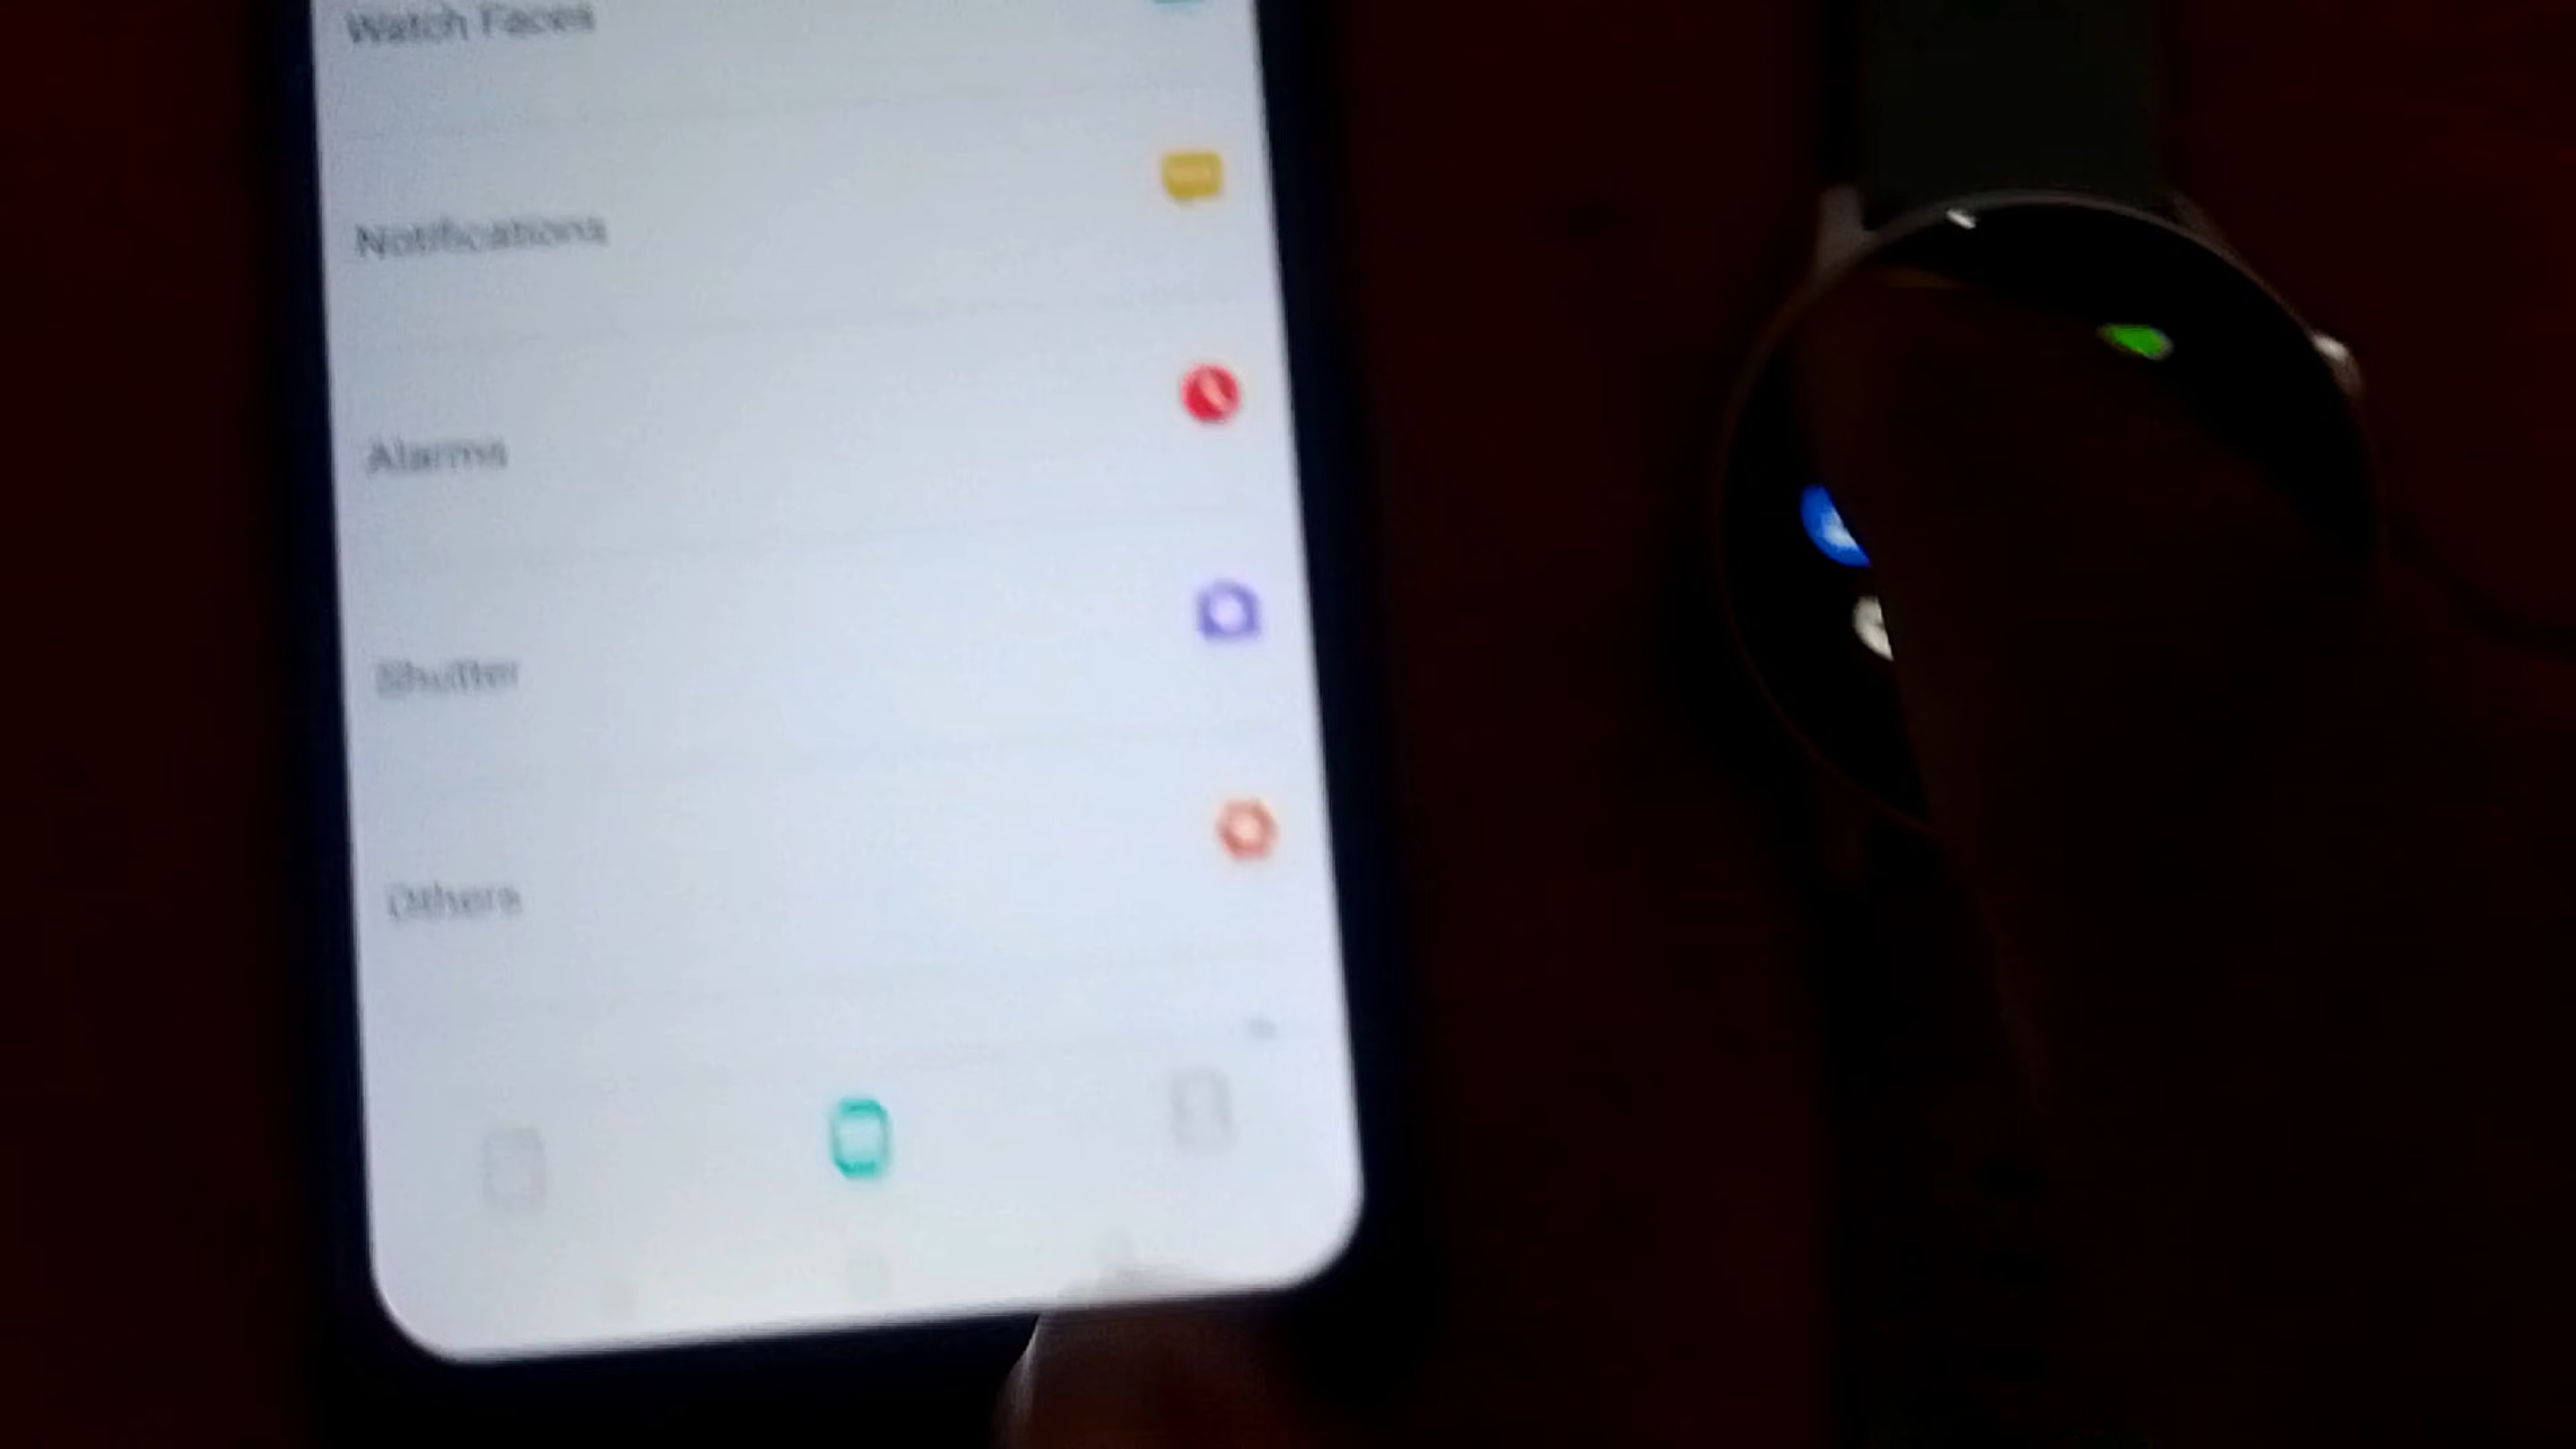 Watch Faces
Notifications
Alarms
Shutter
Others